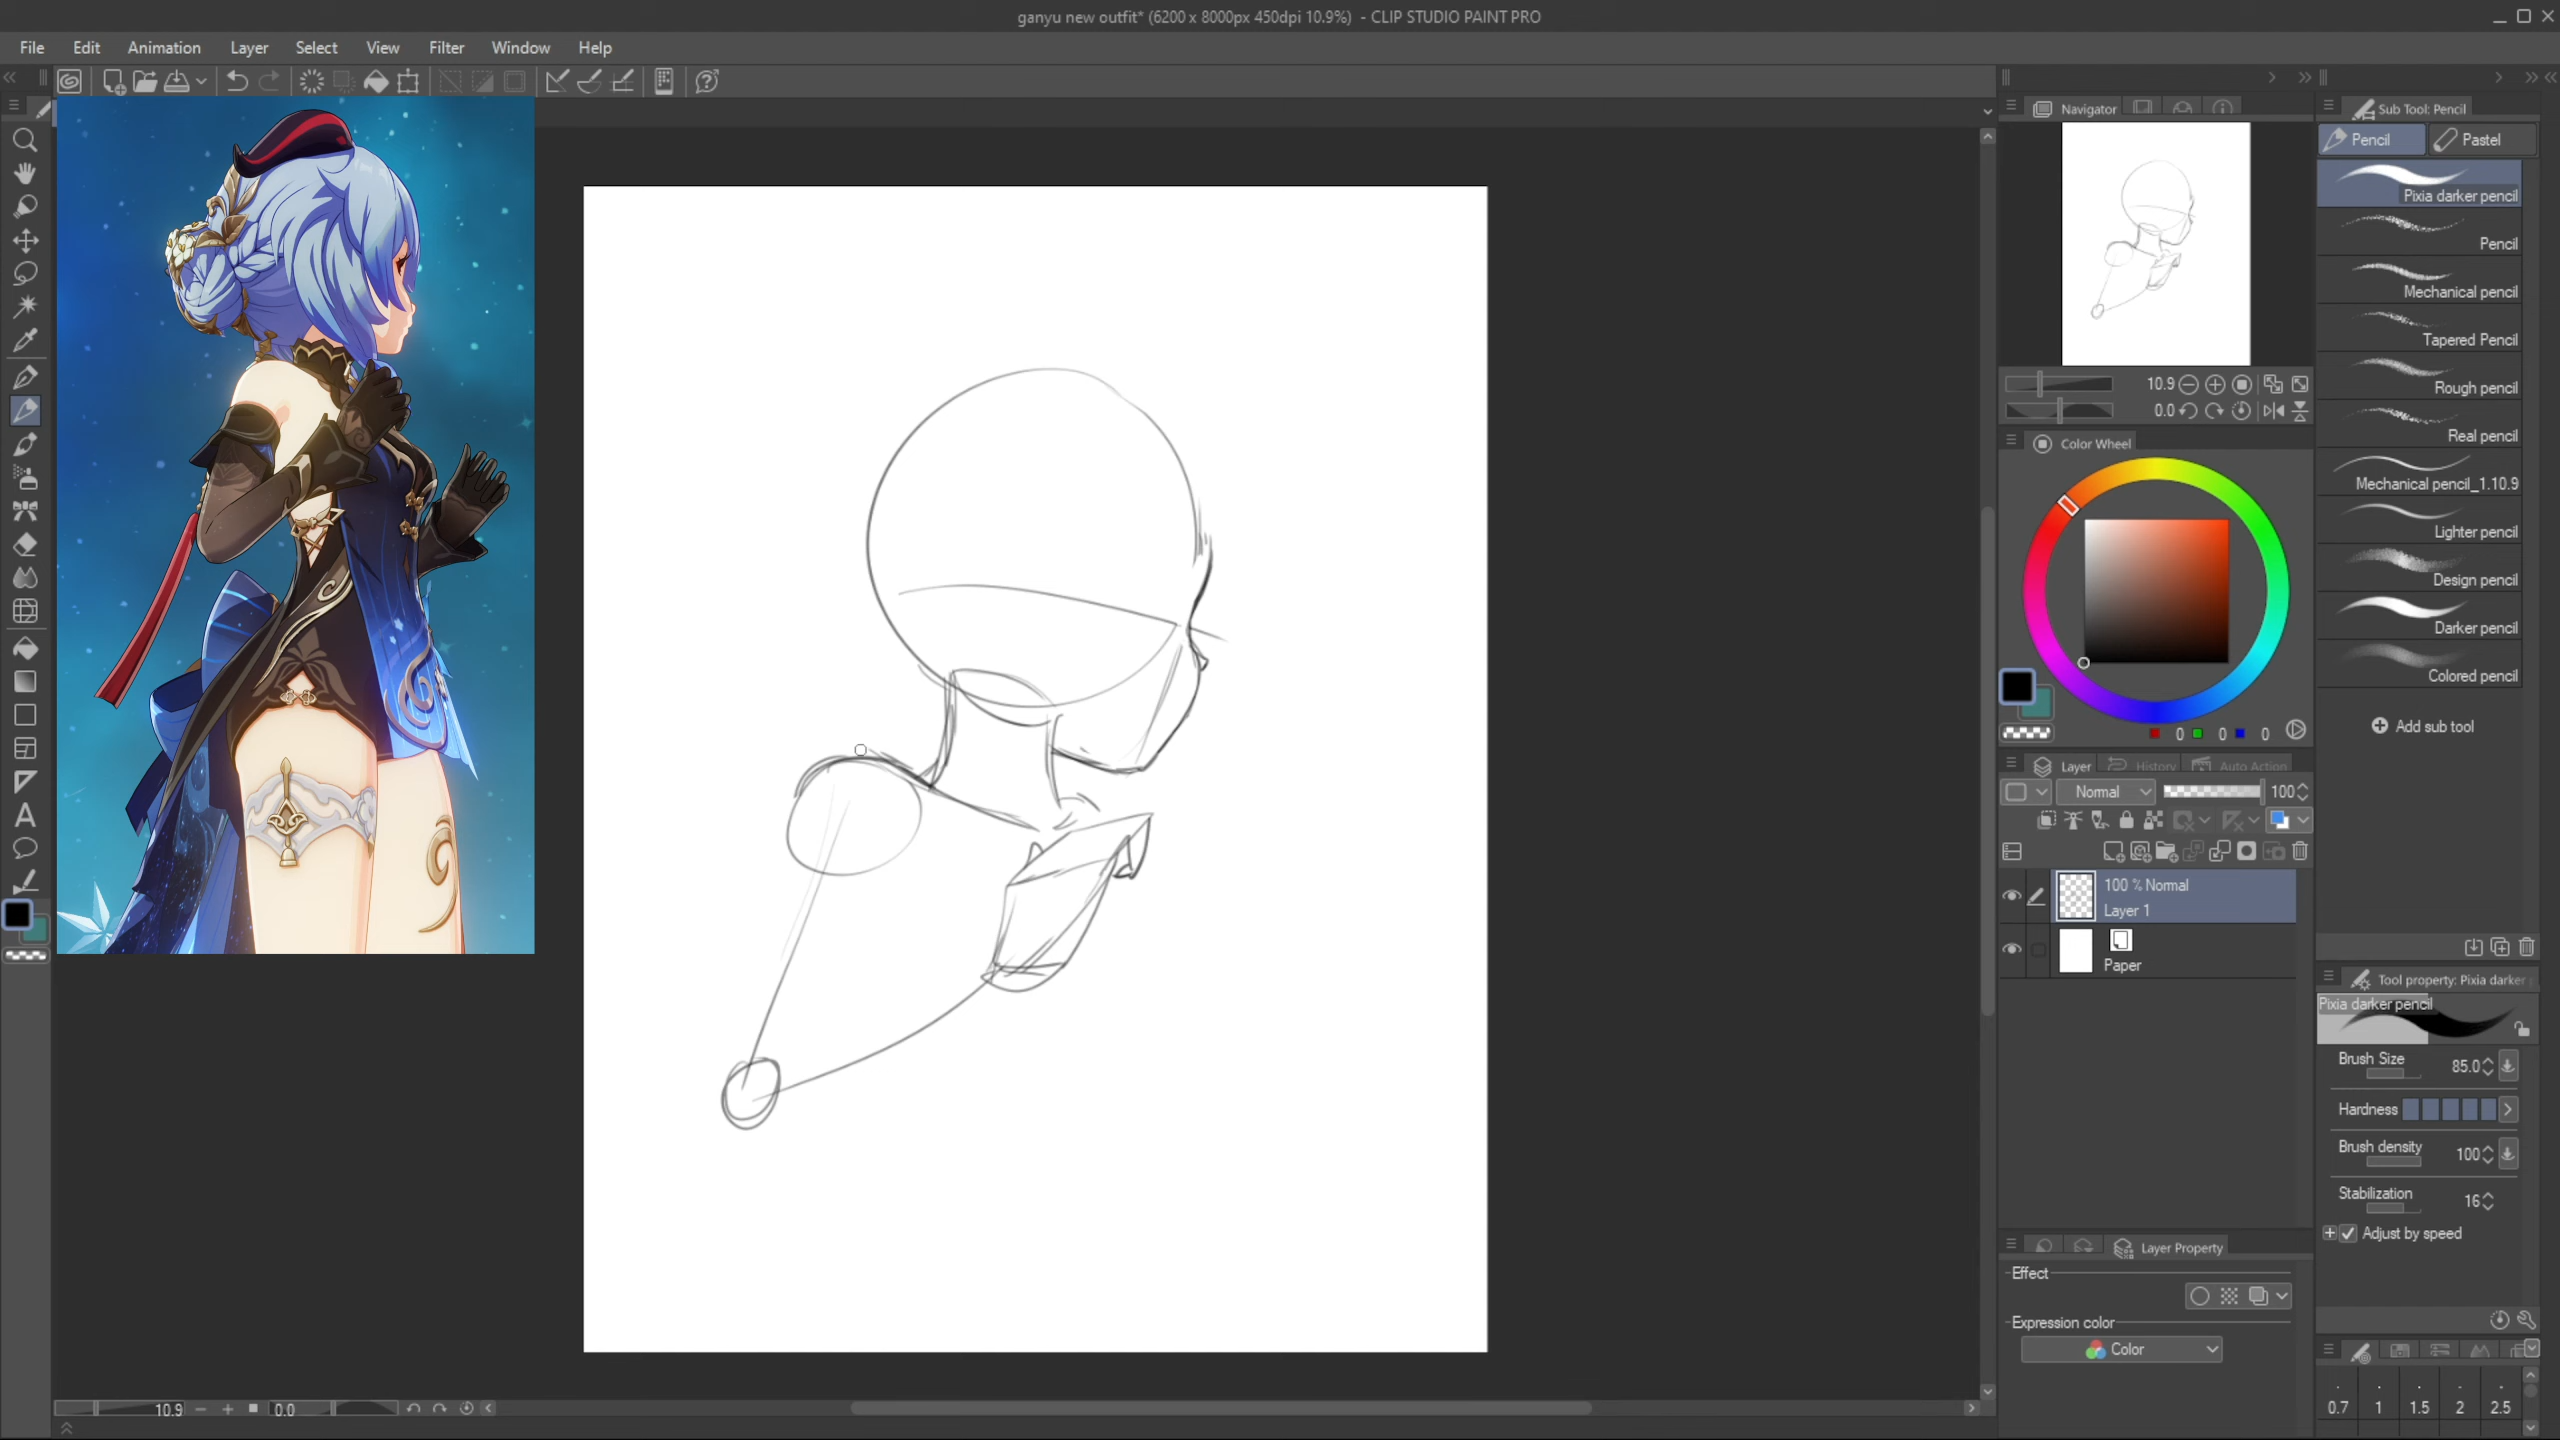 ganyu new outfit* (6200 x 8000px 450dpi 10.9%) - CLIP STUDIO PAINT PRO
File Edit Animation Layer Select View Filter Window Help
Navigator
Sub Tool: Pencil
Pencil
Pastel
Pixia darker pencil
Pencil
Mechanical pencil
Tapered Pencil
Rough pencil
10.9
0.0
Real pencil
Color Wheel
Mechanical pencil_1.10.9
Lighter pencil
Design pencil
Darker pencil
Colored pencil
0 0 0
Add sub tool
Layer History Auto Action
Normal 100
100 % Normal
Layer 1
Paper
Tool property: Pixia darker
Pixia darker pencil
Brush Size 85.0
Hardness
Brush density 100
Stabilization 16
Adjust by speed
Layer Property
Effect
Expression color
Color
10.9 0.0
0.7 1 1.5 2 2.5